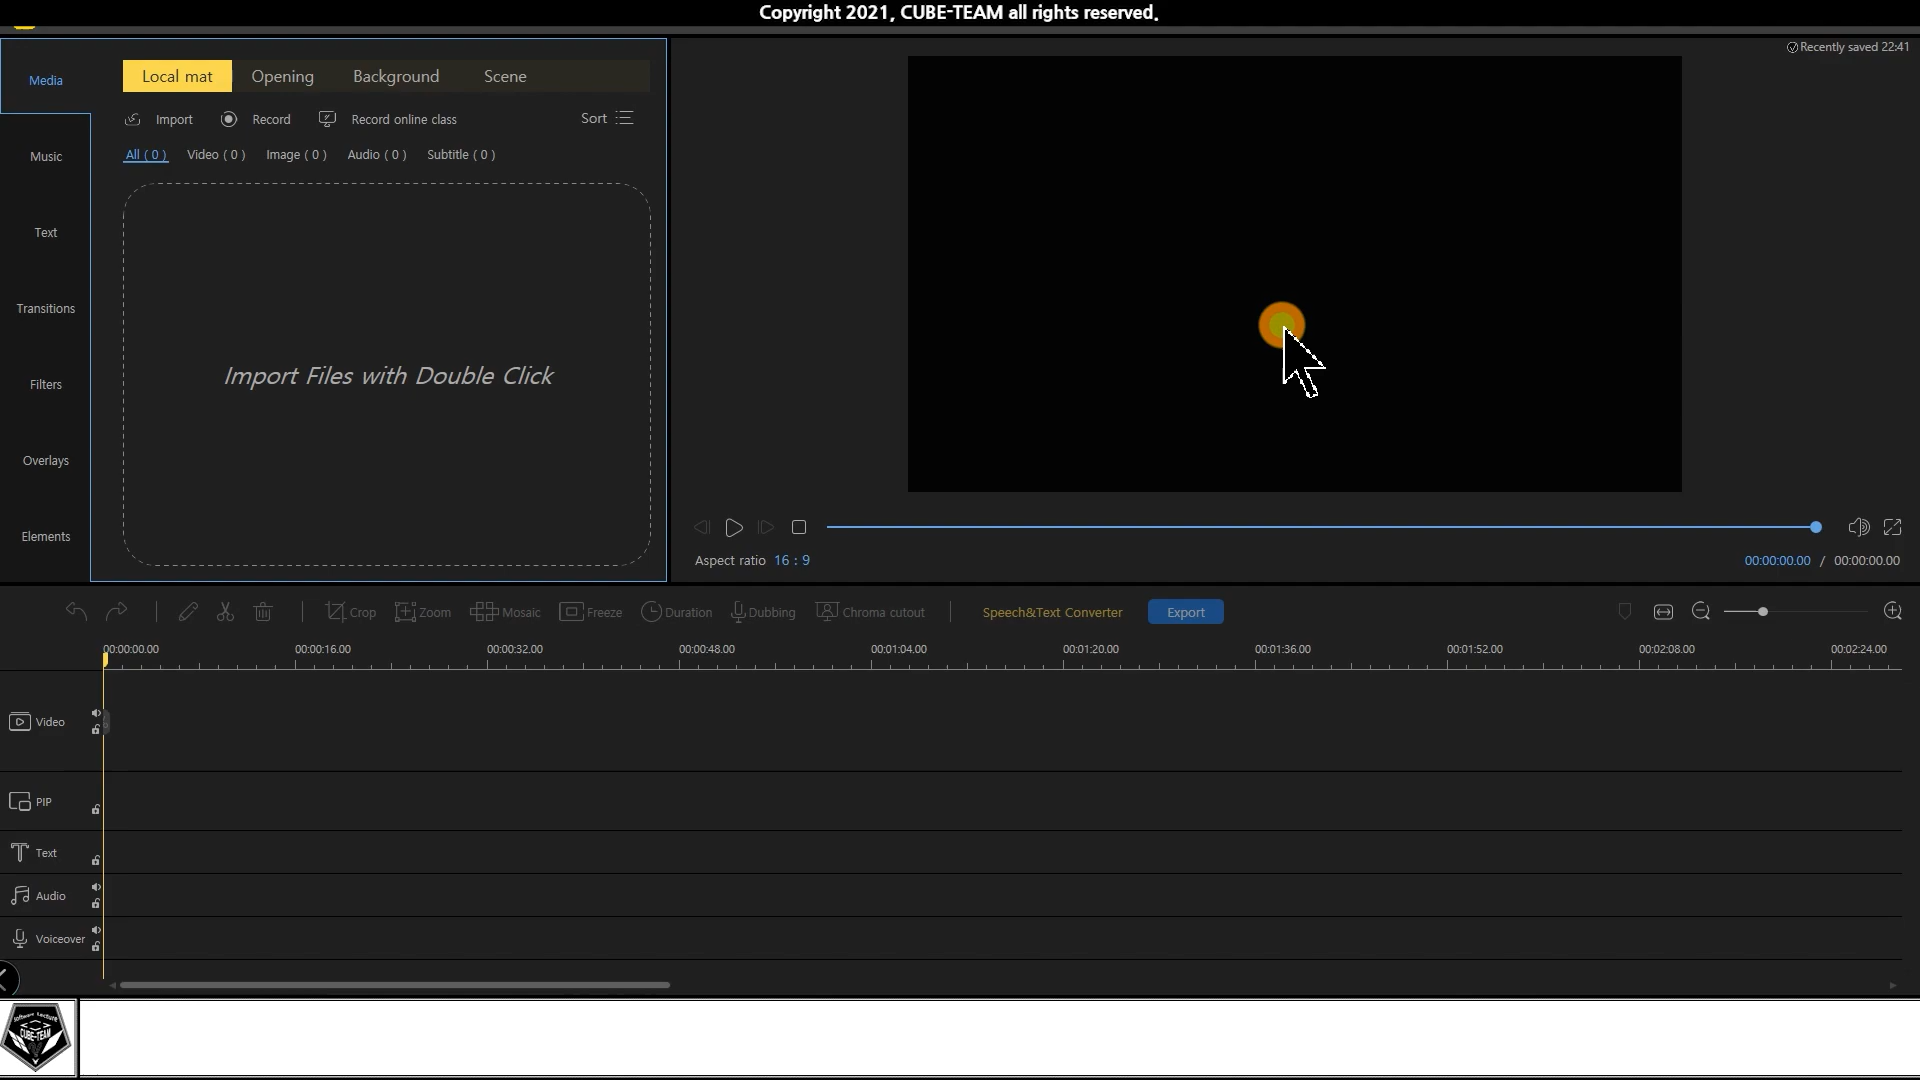 Copyright 2021, CUBE-TEAM all rights reserved.
Recently saved 22:41
Media
Local mat Opening Background Scene
Import Record Record online class Sort
All ( 0 ) Video ( 0 ) Image ( 0 ) Audio ( 0 ) Subtitle ( 0 )
Music
Text
Transitions
Filters
Overlays
Elements
Import Files with Double Click
Aspect ratio 16 : 9
00:00:00.00 / 00:00:00.00
Crop Zoom Mosaic Freeze Duration Dubbing Chroma cutout Speech&Text Converter Export
00:00:00.00 00:00:16.00 00:00:32.00 00:00:48.00 00:01:04.00 00:01:20.00 00:01:36.00 00:01:52.00 00:02:08.00 00:02:24.00
Video
PIP
Text
Audio
Voiceover
Software Lecture
CUBE-TEAM